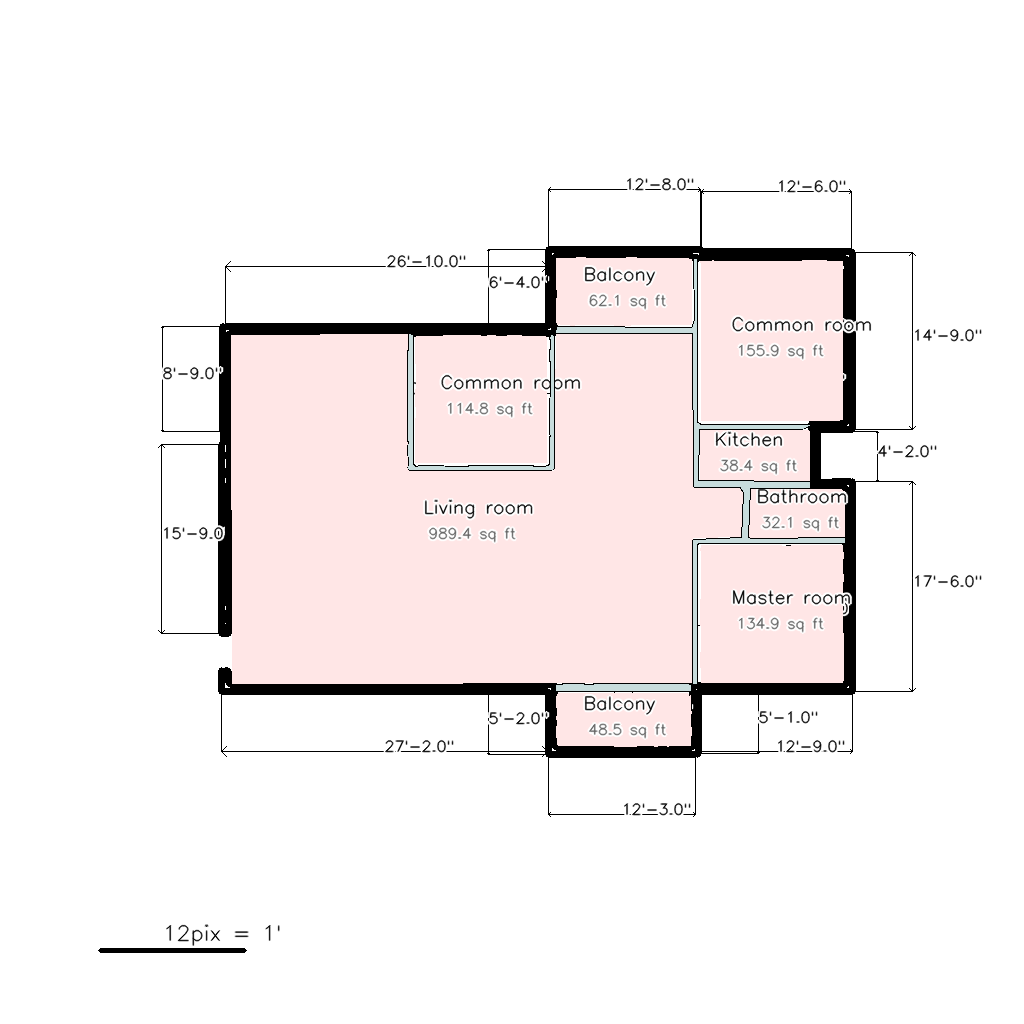 12'-8.0"
12'-6.0"
26'-10.0"
6'-4.0"
Balcony
62.1 sq ft
Common room
155.9 sq ft
14'-9.0"
8'-9.0"
Common room
114.8 sq ft
Kitchen
38.4 sq ft
4'-2.0"
Living room
989.4 sq ft
Bathroom
32.1 sq ft
15'-9.0
17'-6.0"
Master room
134.9 sq ft
Balcony
48.5 sq ft
5'-2.0"
5'-1.0"
27'-2.0"
12'-9.0"
12'-3.0"
12pix = 1'